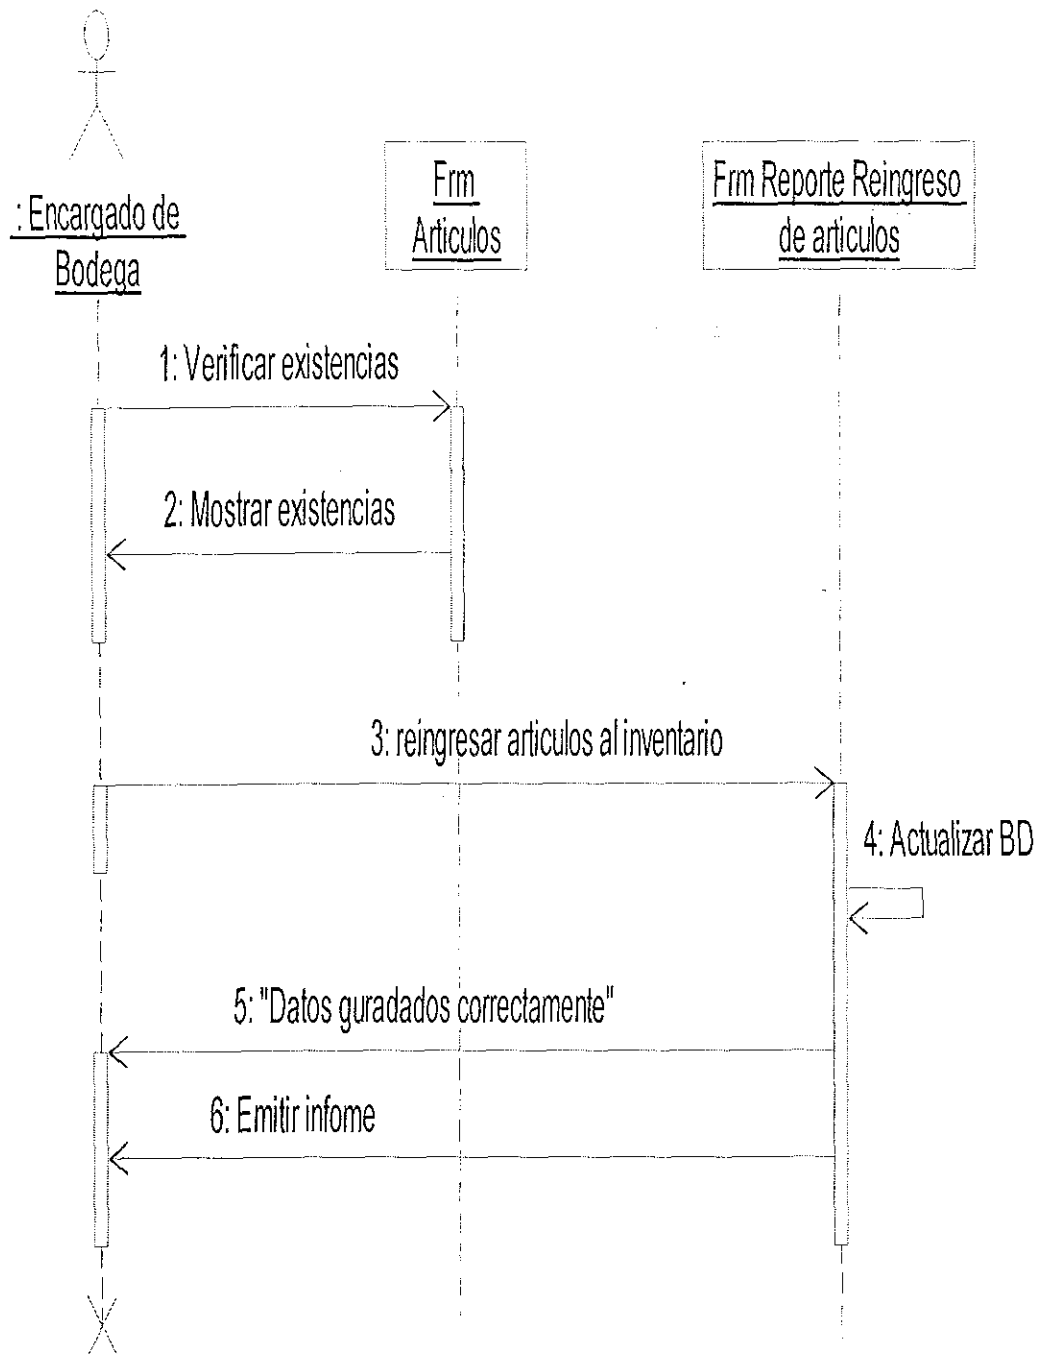 : Encargado de
Bodega
Frm
Articulos
Frm Reporte Reingreso
de articulos
1: Verificar existencias
2: Mostrar existencias
3: reingresar articulos al inventario
4: Actualizar BD
5: "Datos guradados correctamente"
6: Emitir infome